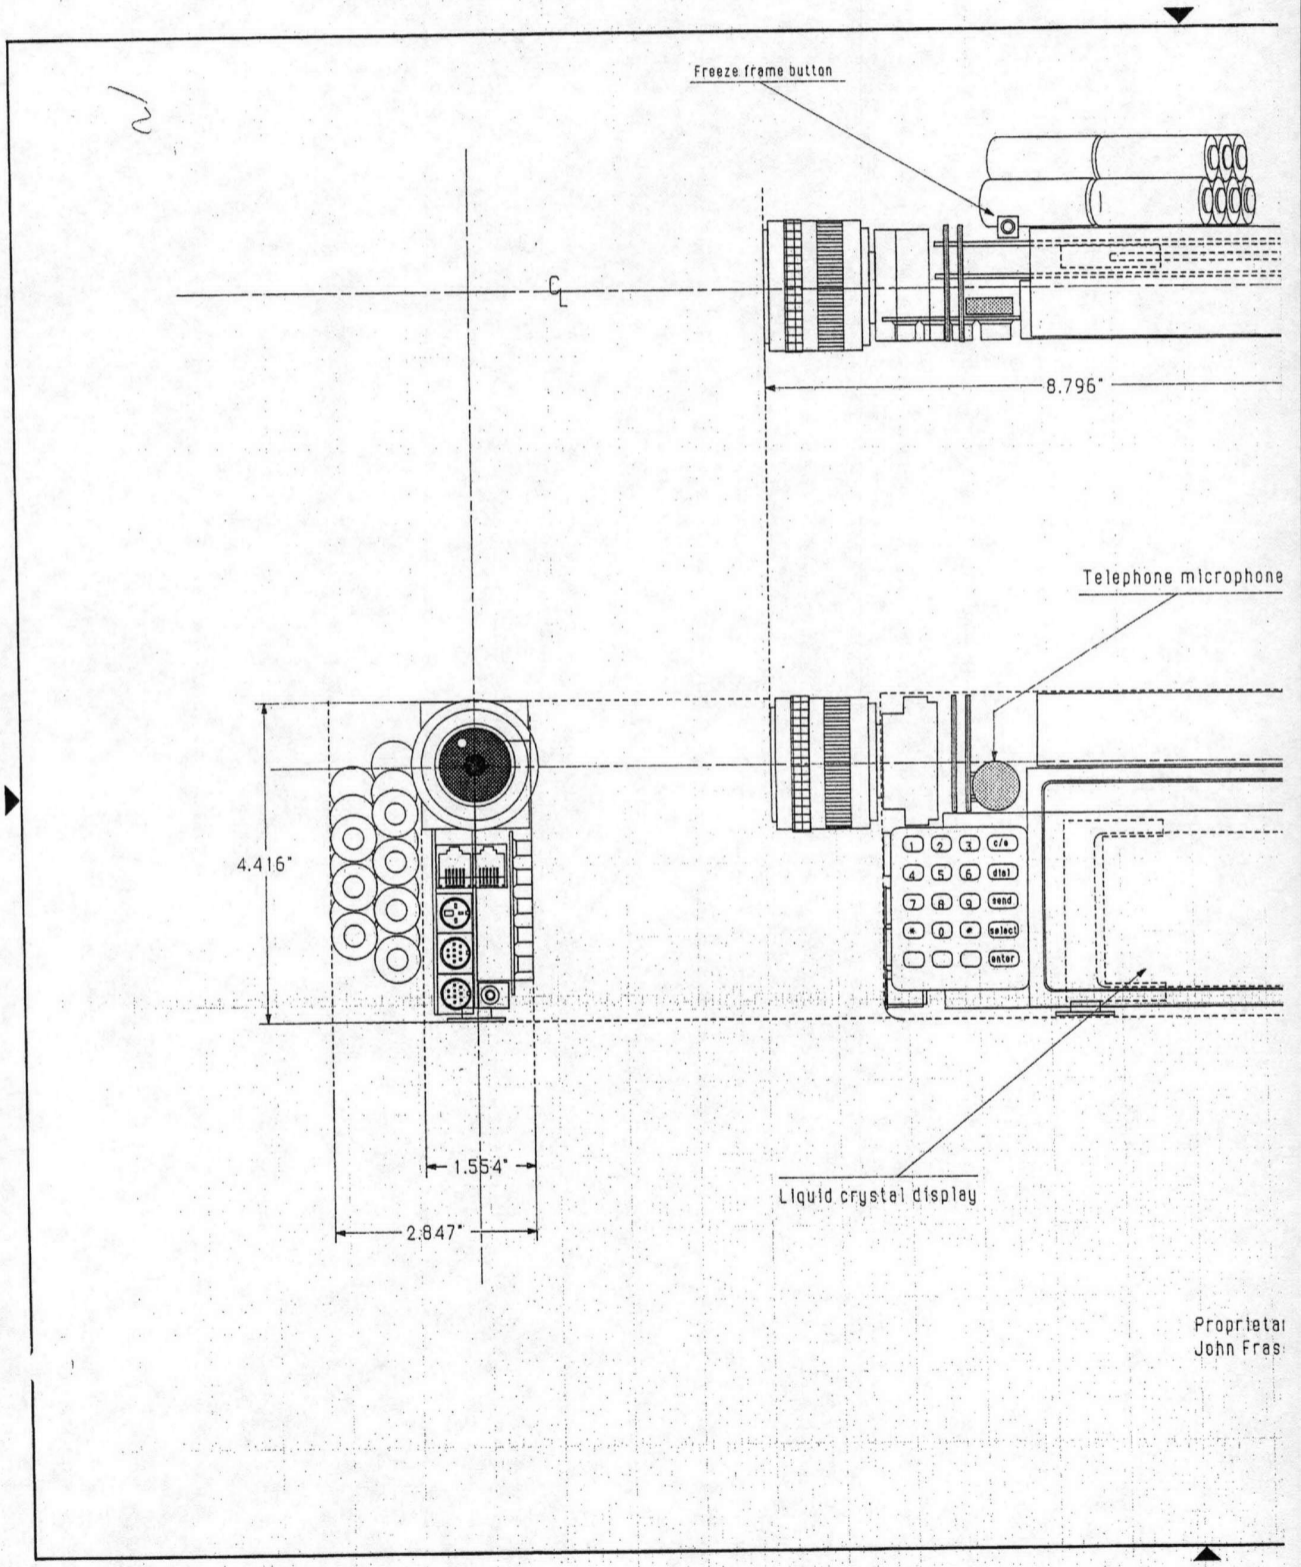 Freeze frame button
℄
8.796"
Telephone microphone
4.416"
1 2 3 c/e
4 5 6 dial
7 8 9 send
* 0 # select
enter
1.554"
2.847"
Liquid crystal display
Proprietar
John Fras